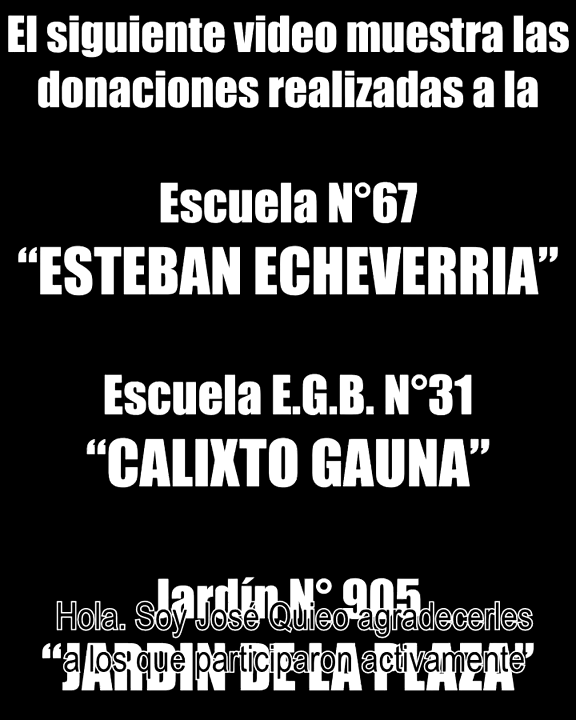 El siguiente video muestra las
donaciones realizadas a la
Escuela N°67
“ESTEBAN ECHEVERRIA”
Escuela E.G.B. N°31
“CALIXTO GAUNA”
Jardín N° 905
Hola. Soy José Quieo agradecerles
“JARDIN DE LA PLAZA”
a los que participaron activamente